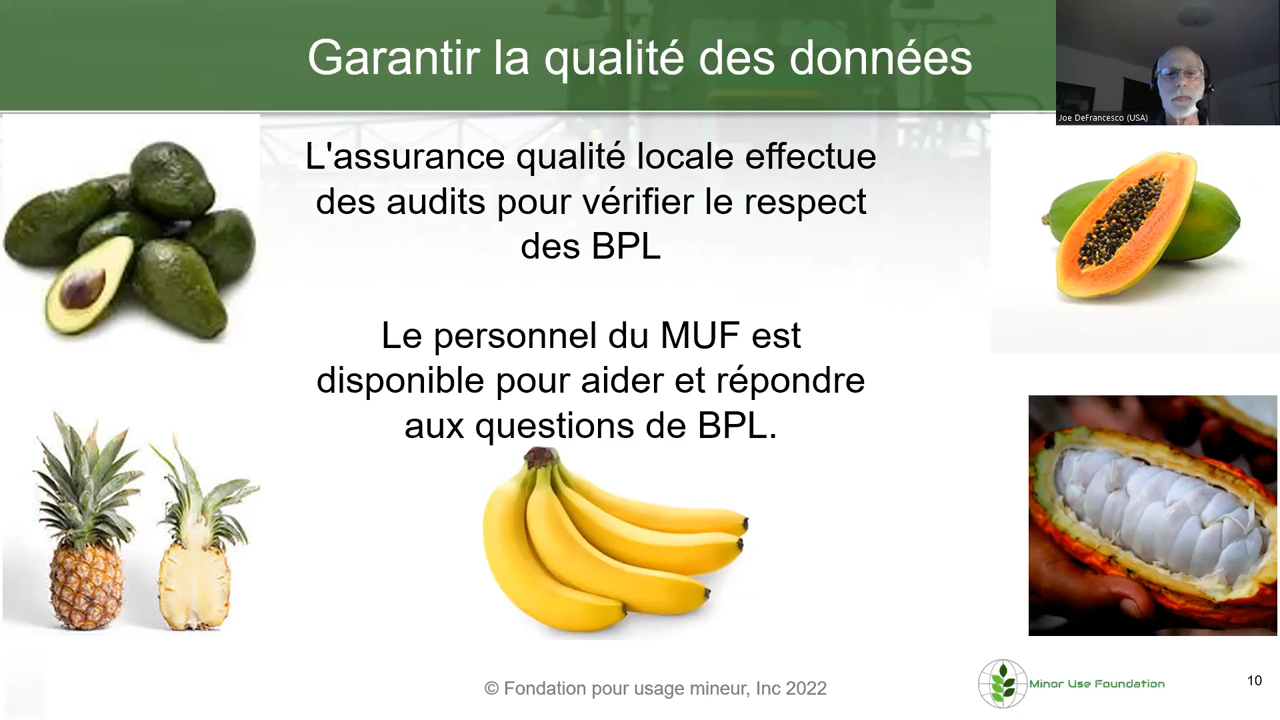 Garantir la qualité des données
Joe DeFrancesco (USA)
L'assurance qualité locale effectue
des audits pour vérifier le respect
des BPL
Le personnel du MUF est
disponible pour aider et répondre
aux questions de BPL.
© Fondation pour usage mineur, Inc 2022
Minor Use Foundation
10